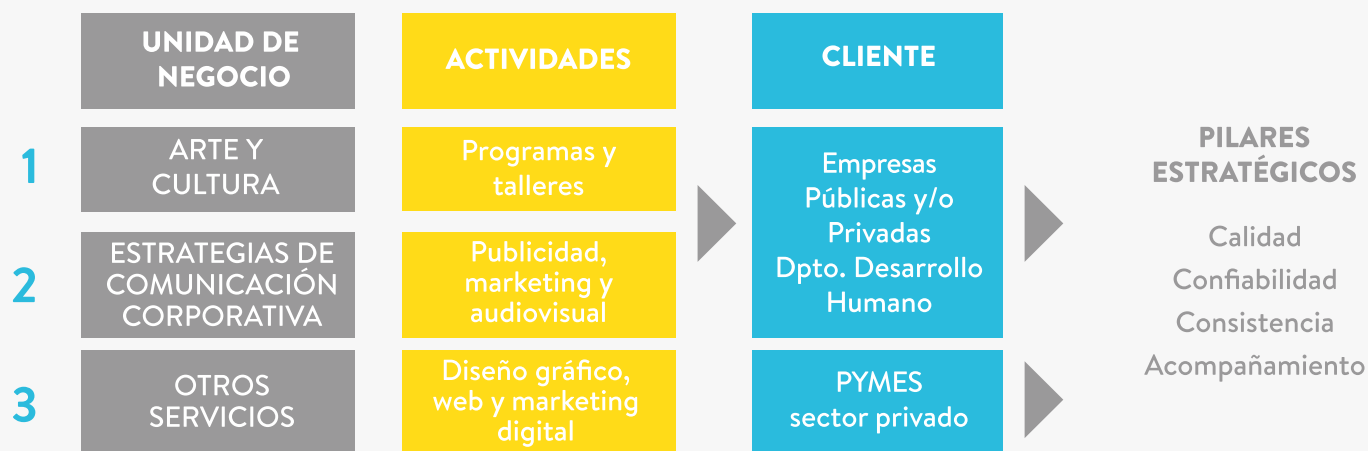 UNIDAD DE
NEGOCIO
ACTIVIDADES
CLIENTE
1
ARTE Y
CULTURA
Programas y
talleres
2
ESTRATEGIAS DE
COMUNICACIÓN
CORPORATIVA
Publicidad,
marketing y
audiovisual
Empresas
Públicas y/o
Privadas
Dpto. Desarrollo
Humano
3
OTROS
SERVICIOS
Diseño gráfico,
web y marketing
digital
PYMES
sector privado
PILARES
ESTRATÉGICOS
Calidad
Confiabilidad
Consistencia
Acompañamiento